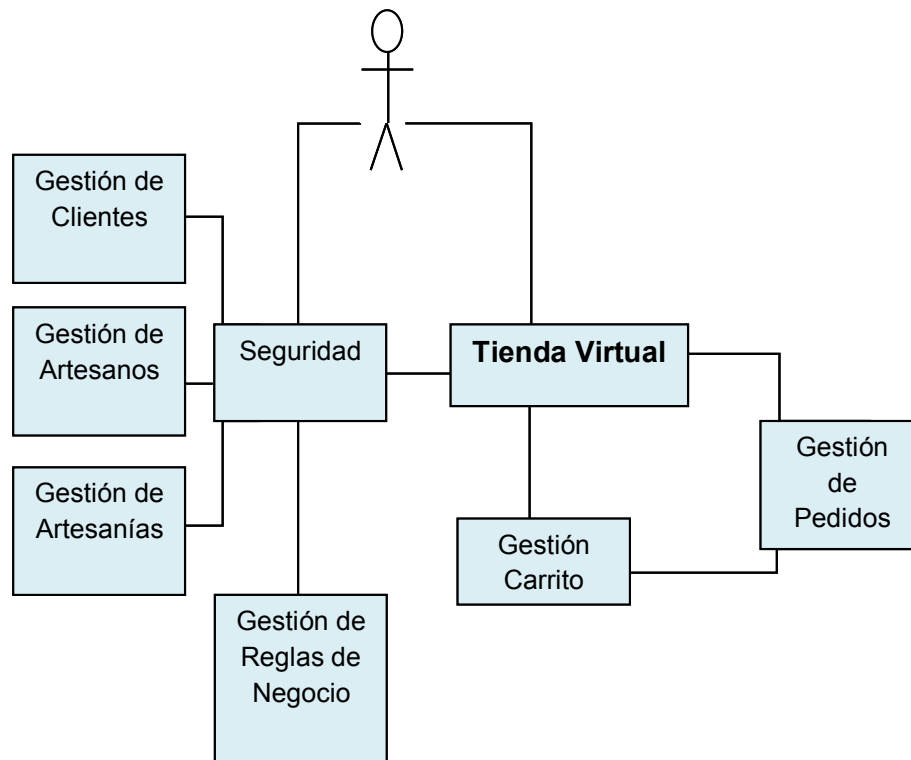 Gestión de
Clientes
Gestión de
Artesanos
Seguridad
Tienda Virtual
Gestión de
Artesanías
Gestión
de
Pedidos
Gestión
Carrito
Gestión de
Reglas de
Negocio